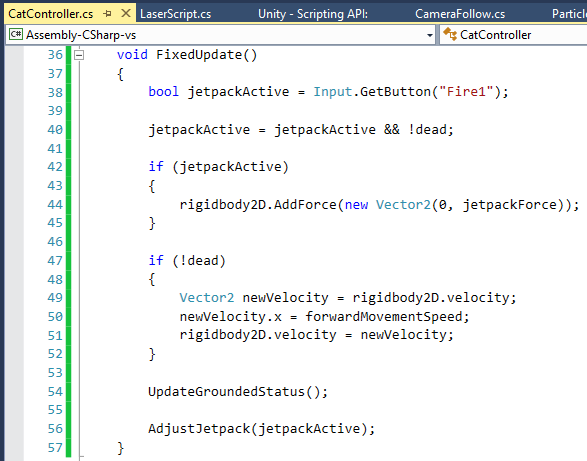 CatController.cs LaserScript.cs Unity - Scripting API: CameraFollow.cs Particle
C# Assembly-CSharp-vs CatController
36 void FixedUpdate()
37 {
38 bool jetpackActive = Input.GetButton("Fire1");
39
40 jetpackActive = jetpackActive && !dead;
41
42 if (jetpackActive)
43 {
44 rigidbody2D.AddForce(new Vector2(0, jetpackForce));
45 }
46
47 if (!dead)
48 {
49 Vector2 newVelocity = rigidbody2D.velocity;
50 newVelocity.x = forwardMovementSpeed;
51 rigidbody2D.velocity = newVelocity;
52 }
53
54 UpdateGroundedStatus();
55
56 AdjustJetpack(jetpackActive);
57 }